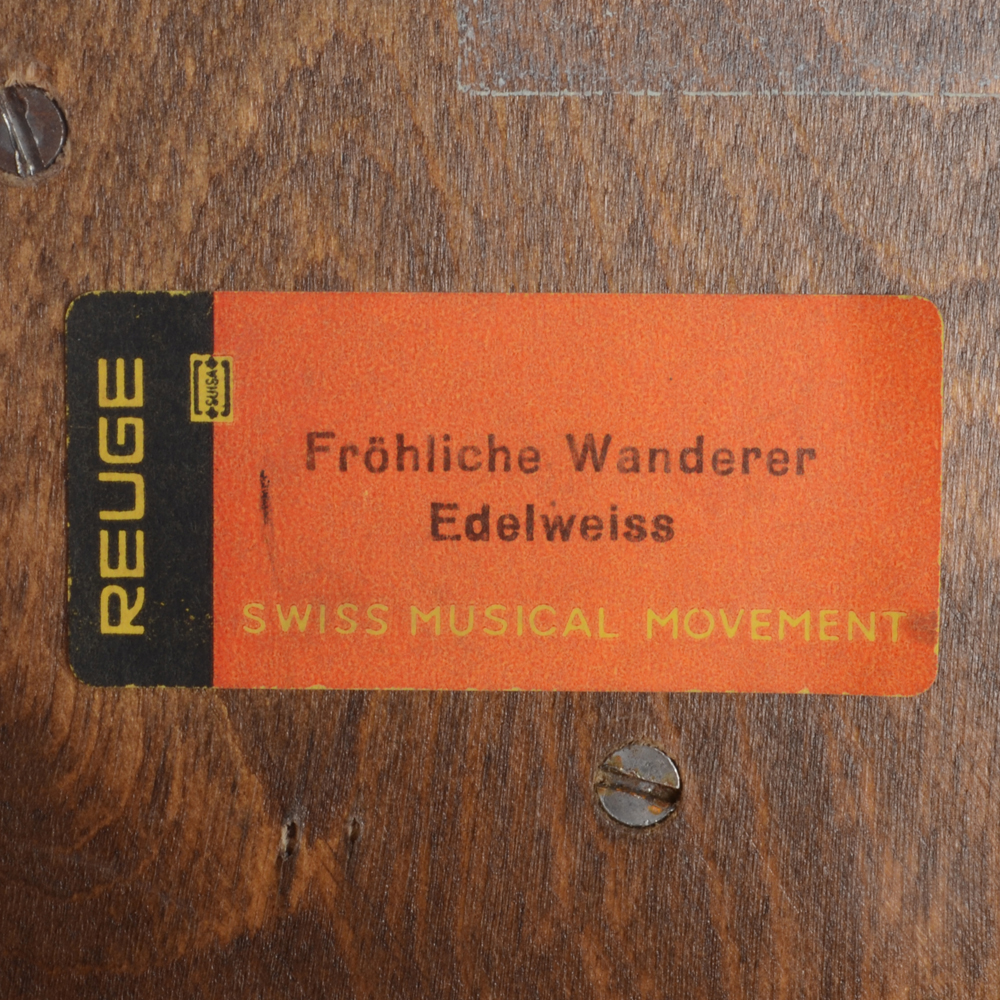 REUGE
SUISA
Fröhliche Wanderer
Edelweiss
SWISS MUSICAL MOVEMENT